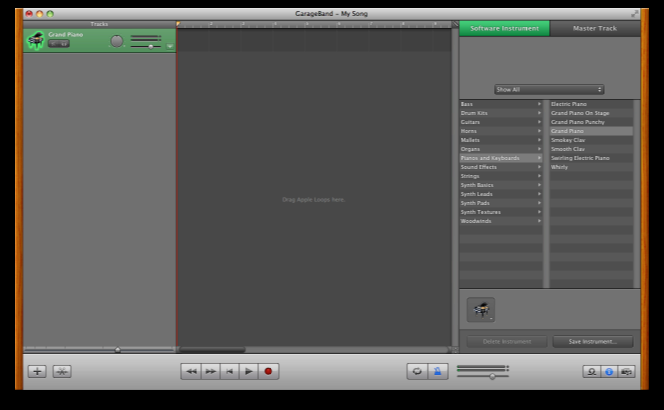 GarageBand - My Song
Tracks
Grand Piano
Drag Apple Loops here.
Software Instrument
Master Track
Show All
Bass
Drum Kits
Guitars
Horns
Mallets
Organs
Pianos and Keyboards
Sound Effects
Strings
Synth Basics
Synth Leads
Synth Pads
Synth Textures
Woodwinds
Electric Piano
Grand Piano On Stage
Grand Piano Punchy
Grand Piano
Smokey Clav
Smooth Clav
Swirling Electric Piano
Whirly
Delete Instrument
Save Instrument...